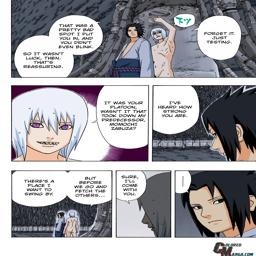 THAT WAS A
PRETTY BAD
SPOT I PUT
YOU IN, AND
YOU DIDN'T
EVEN BLINK.
SO IT WASN'T
LUCK, THEN.
THAT'S
REASSURING.
FORGET IT.
JUST
TESTING.
IT WAS YOUR
PLATOON,
WASN'T IT
THAT TOOK
DOWN MY
PREDECESSOR,
MOMOCHI
ZABUZA?
I'VE
HEARD HOW
STRONG
YOU ARE.
THERE'S A
PLACE I
WANT TO
SWING BY.
BUT
BEFORE
WE GO AND
FETCH THE
OTHERS...
SURE,
I'LL
COME
WITH
YOU.
COLORED
MANGA.COM